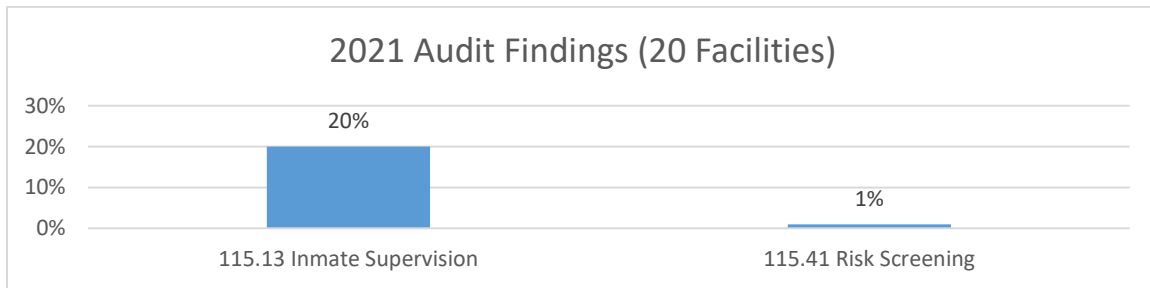 2021 Audit Findings (20 Facilities)
30%
20%
20%
10%
1%
0%
115.13 Inmate Supervision
115.41 Risk Screening